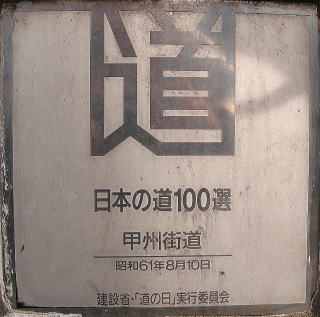 道
日本の道100選
甲州街道
昭和61年8月10日
建設省・「道の日」実行委員会